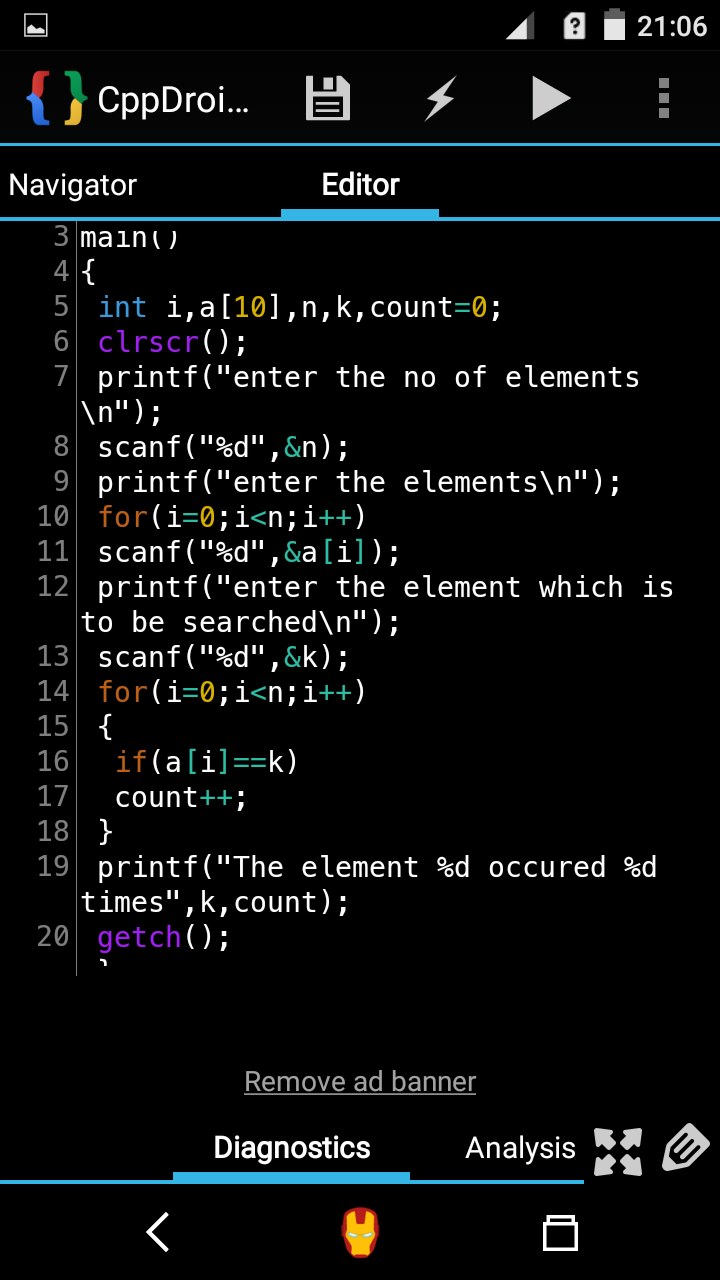 21:06
CppDroi...
Navigator Editor
3 main()
4 {
5 int i,a[10],n,k,count=0;
6 clrscr();
7 printf("enter the no of elements
\n");
8 scanf("%d",&n);
9 printf("enter the elements\n");
10 for(i=0;i<n;i++)
11 scanf("%d",&a[i]);
12 printf("enter the element which is
to be searched\n");
13 scanf("%d",&k);
14 for(i=0;i<n;i++)
15 {
16 if(a[i]==k)
17 count++;
18 }
19 printf("The element %d occured %d
times",k,count);
20 getch();
}
Remove ad banner
Diagnostics Analysis